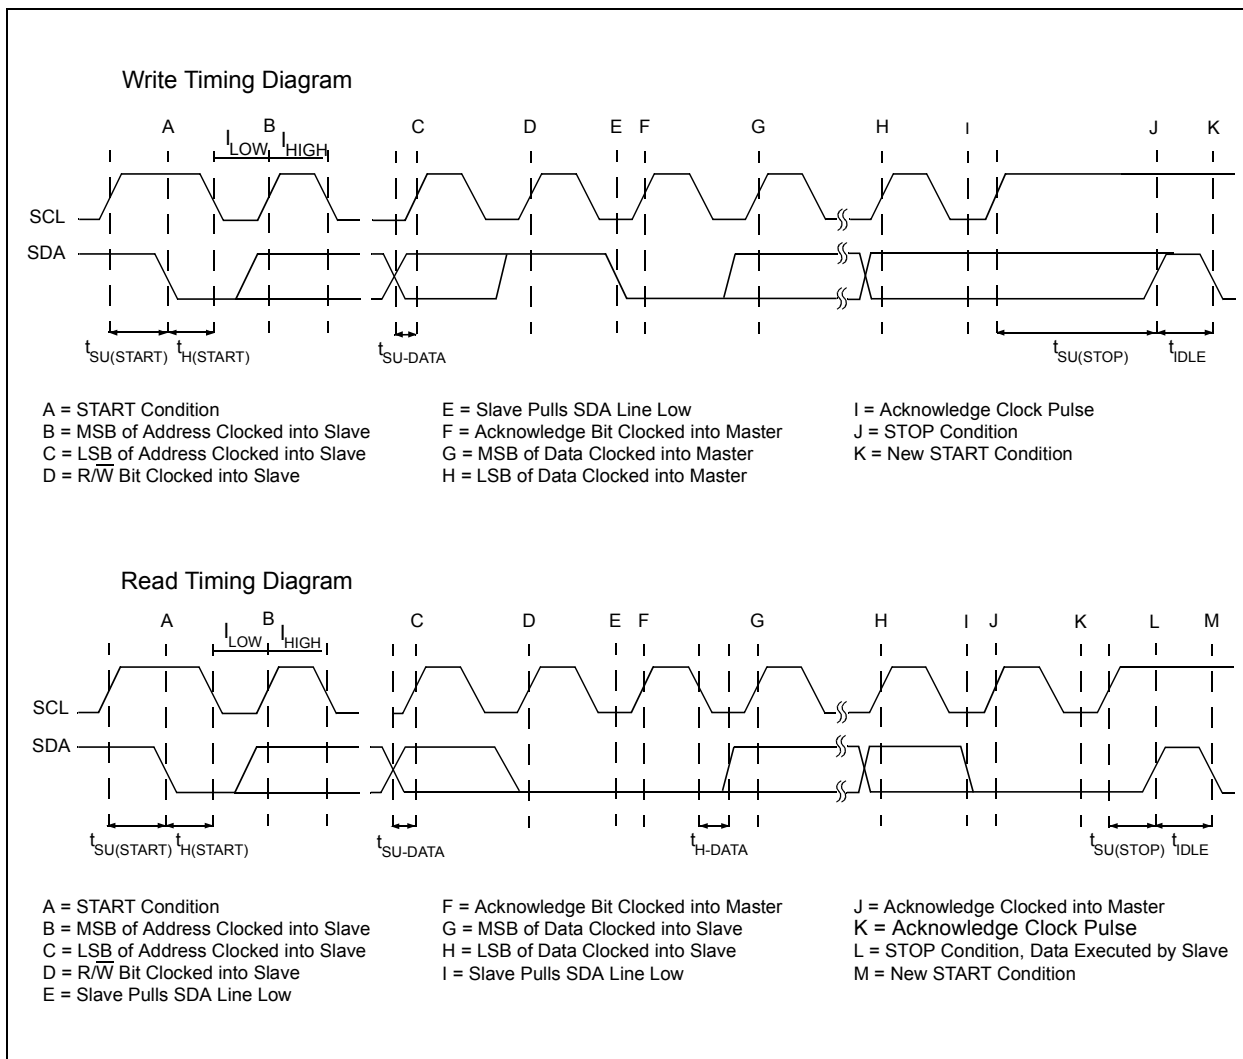 Write Timing Diagram
A B C D E F G H I J K
ILOW IHIGH
SCL
SDA
tSU(START) tH(START) tSU-DATA tSU(STOP) tIDLE
A = START Condition
B = MSB of Address Clocked into Slave
C = LSB of Address Clocked into Slave
D = R/W̅ Bit Clocked into Slave
E = Slave Pulls SDA Line Low
F = Acknowledge Bit Clocked into Master
G = MSB of Data Clocked into Master
H = LSB of Data Clocked into Master
I = Acknowledge Clock Pulse
J = STOP Condition
K = New START Condition
Read Timing Diagram
A B C D E F G H I J K L M
ILOW IHIGH
SCL
SDA
tSU(START) tH(START) tSU-DATA tH-DATA tSU(STOP) tIDLE
A = START Condition
B = MSB of Address Clocked into Slave
C = LSB of Address Clocked into Slave
D = R/W̅ Bit Clocked into Slave
E = Slave Pulls SDA Line Low
F = Acknowledge Bit Clocked into Master
G = MSB of Data Clocked into Slave
H = LSB of Data Clocked into Slave
I = Slave Pulls SDA Line Low
J = Acknowledge Clocked into Master
K = Acknowledge Clock Pulse
L = STOP Condition, Data Executed by Slave
M = New START Condition